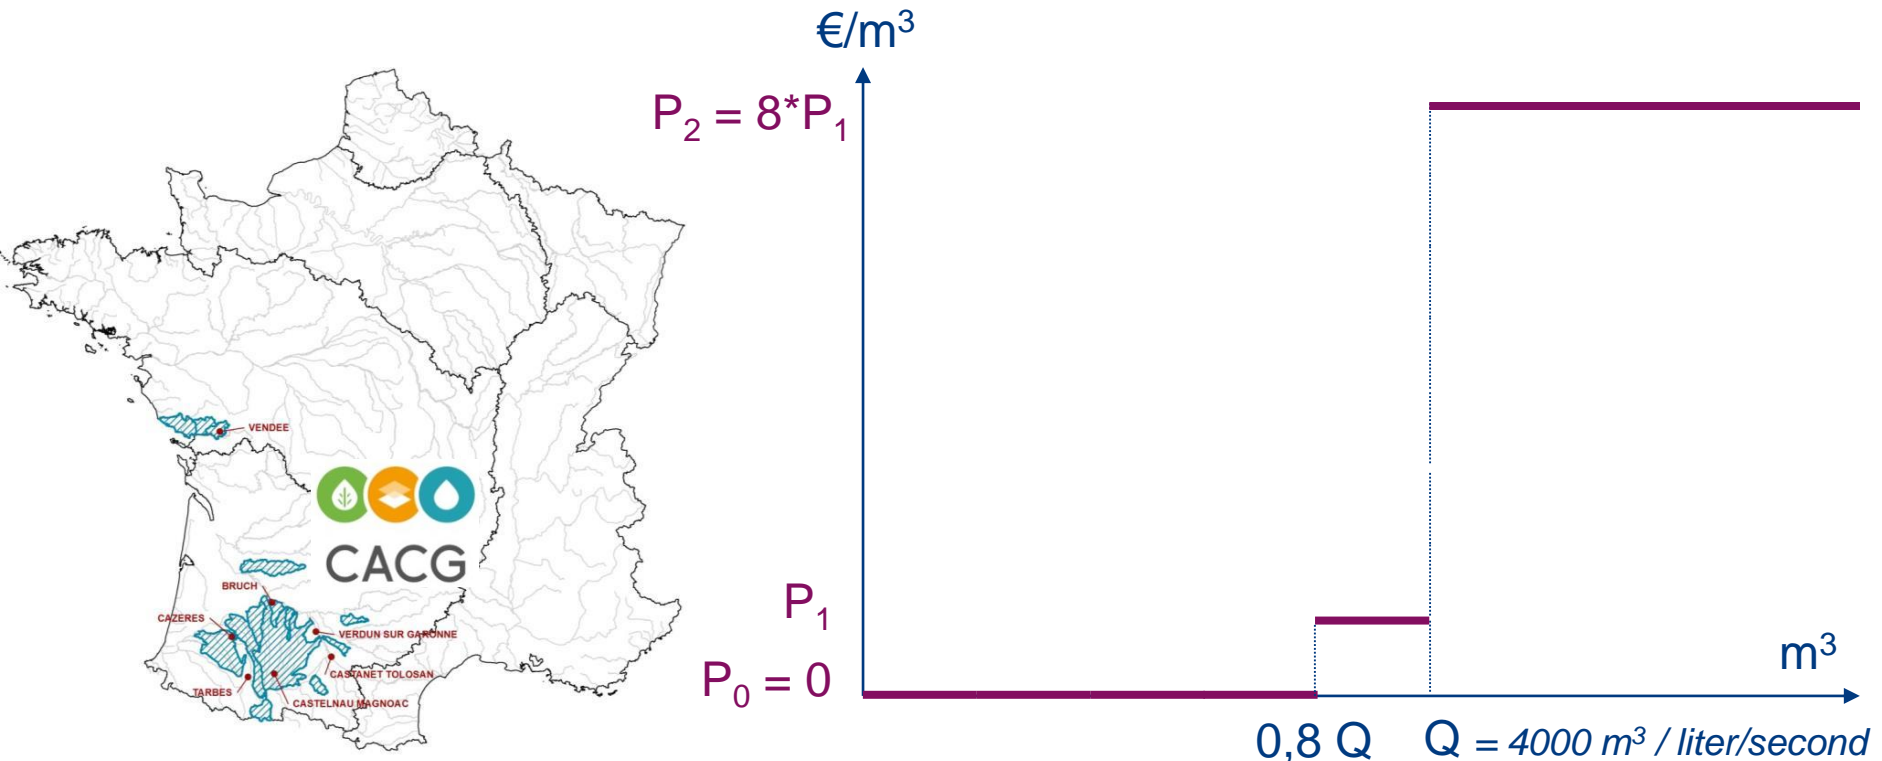 €/m³
P₂ = 8*P₁
VENDEE
CACG
BRUCH
CAZERES
VERDUN SUR GARONNE
CASTANET TOLOSAN
TARBES
CASTELNAU MAGNOAC
P₁
P₀ = 0
m³
0,8 Q
Q = 4000 m³ / liter/second